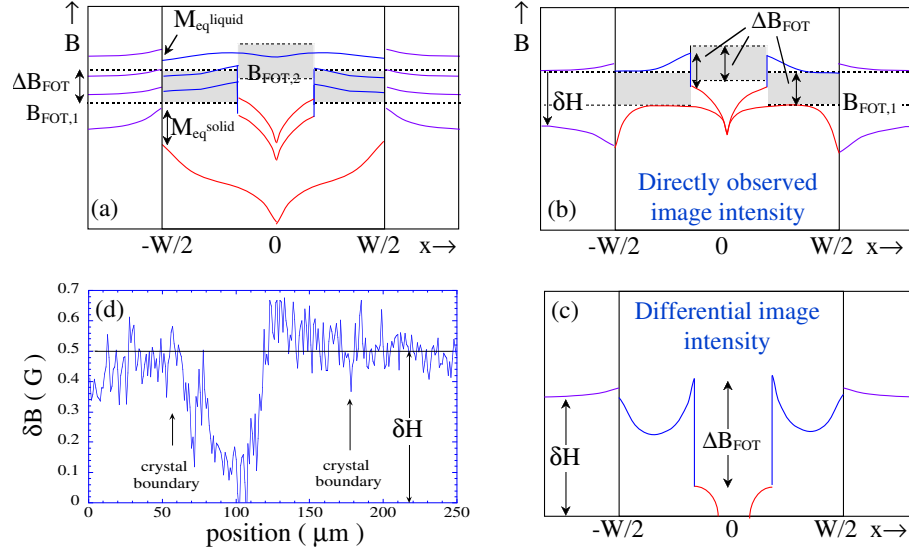 B
M_eq^liquid
ΔB_FOT
B_FOT,2
B_FOT,1
M_eq^solid
(a)
-W/2 0 W/2 x→
B
ΔB_FOT
δH
B_FOT,1
(b)
Directly observed
image intensity
-W/2 0 W/2 x→
(d)
0.7
0.6
0.5
0.4
0.3
0.2
0.1
0
δB ( G )
crystal
boundary
crystal
boundary
δH
0 50 100 150 200 250
position ( μm )
(c)
Differential image
intensity
ΔB_FOT
δH
-W/2 0 W/2 x→